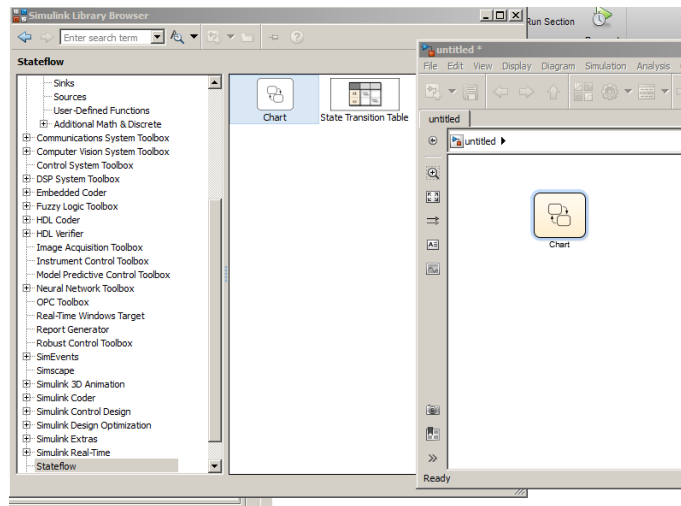 Simulink Library Browser
Enter search term
Stateflow
Sinks
Sources
User-Defined Functions
Additional Math & Discrete
Communications System Toolbox
Computer Vision System Toolbox
Control System Toolbox
DSP System Toolbox
Embedded Coder
Fuzzy Logic Toolbox
HDL Coder
HDL Verifier
Image Acquisition Toolbox
Instrument Control Toolbox
Model Predictive Control Toolbox
Neural Network Toolbox
OPC Toolbox
Real-Time Windows Target
Report Generator
Robust Control Toolbox
SimEvents
Simscape
Simulink 3D Animation
Simulink Coder
Simulink Control Design
Simulink Design Optimization
Simulink Extras
Simulink Real-Time
Stateflow
Chart
State Transition Table
Run Section
untitled *
File Edit View Display Diagram Simulation Analysis
untitled
untitled
Chart
Ready